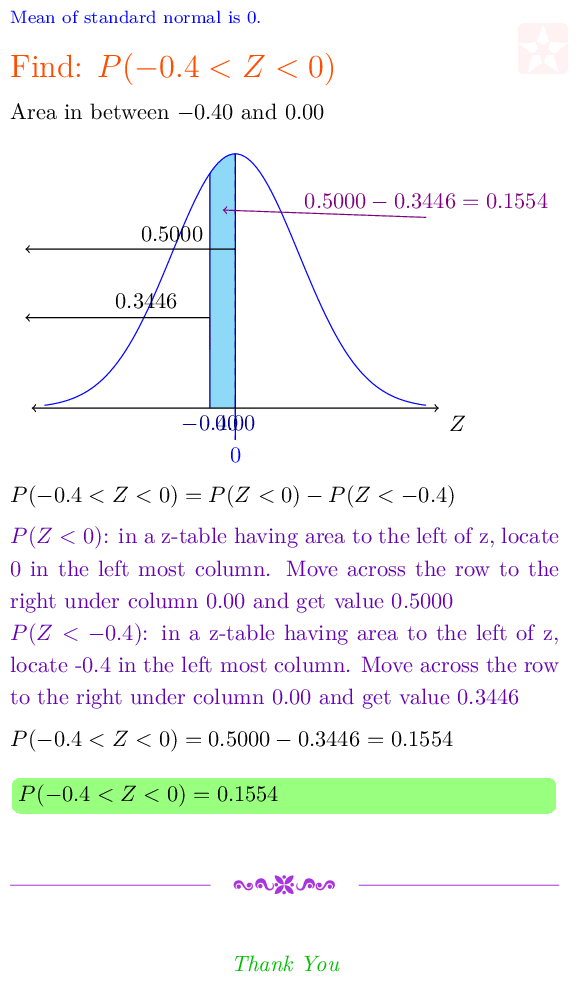 Mean of standard normal is 0.
Find: P(−0.4 < Z < 0)
Area in between −0.40 and 0.00
0.5000 − 0.3446 = 0.1554
0.5000
0.3446
−0.40 0.00
Z
0
P(−0.4 < Z < 0) = P(Z < 0) − P(Z < −0.4)
P(Z < 0): in a z-table having area to the left of z, locate
0 in the left most column. Move across the row to the
right under column 0.00 and get value 0.5000
P(Z < −0.4): in a z-table having area to the left of z,
locate -0.4 in the left most column. Move across the row
to the right under column 0.00 and get value 0.3446
P(−0.4 < Z < 0) = 0.5000 − 0.3446 = 0.1554
P(−0.4 < Z < 0) = 0.1554
Thank You